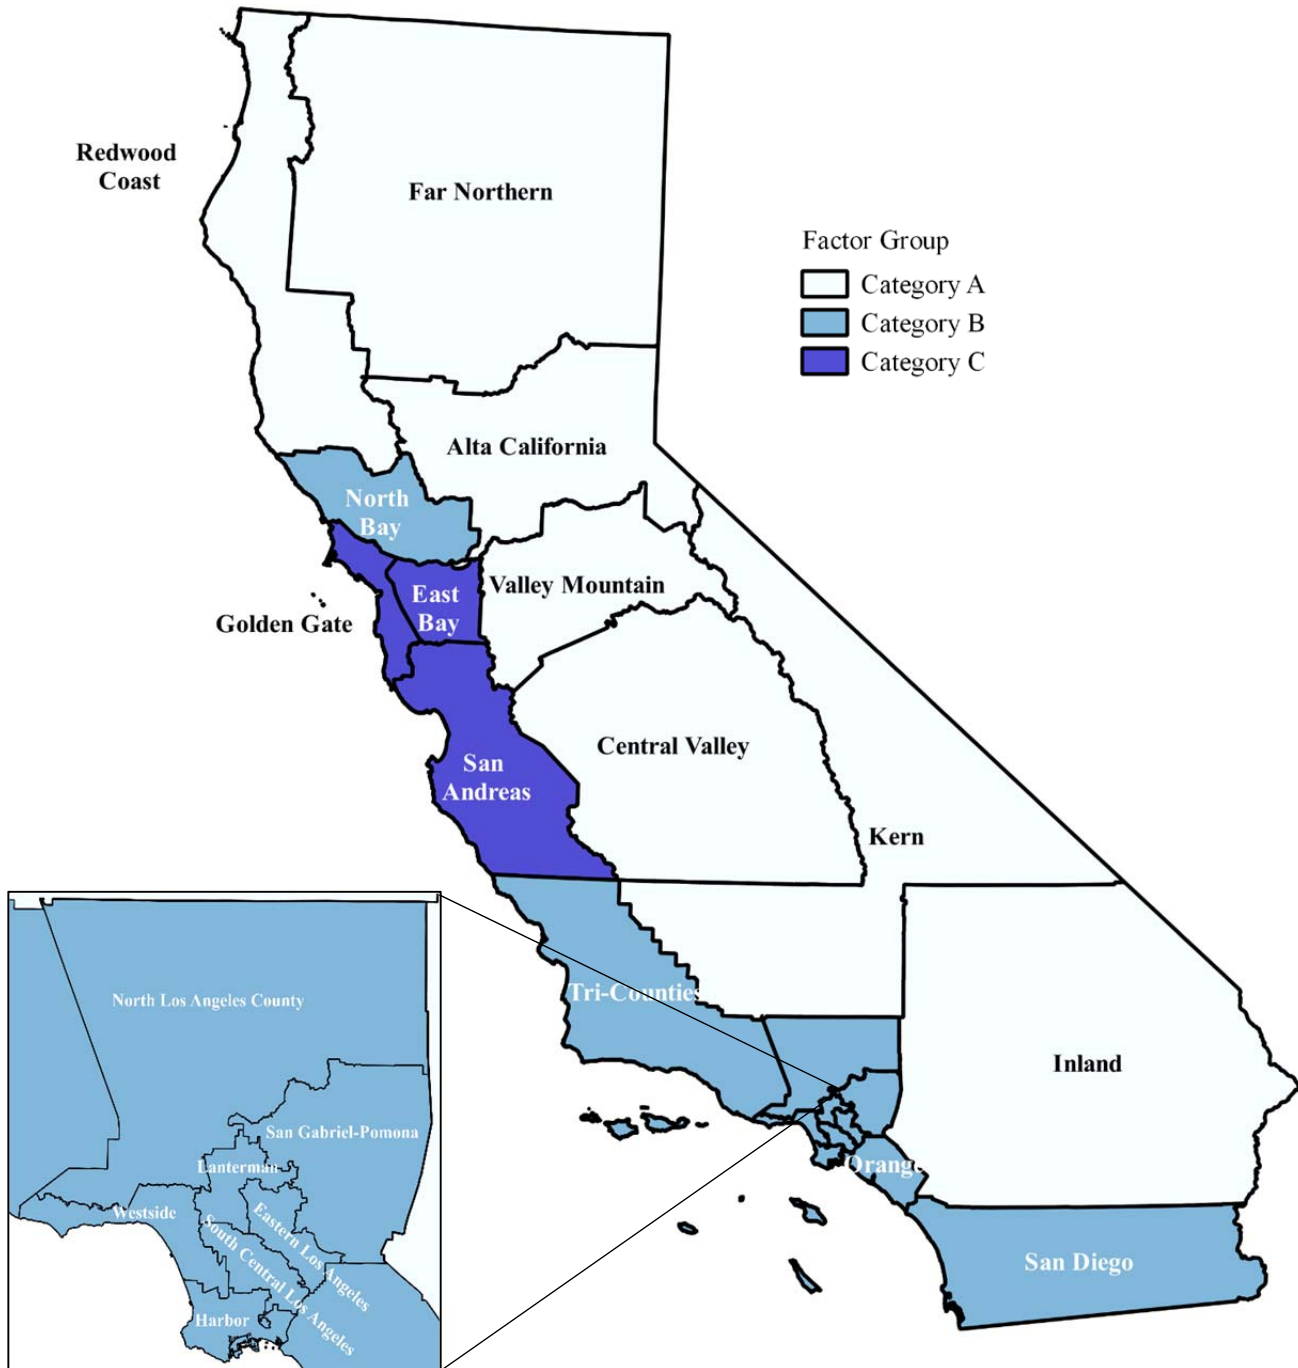 Redwood
Coast
Far Northern
Factor Group
Category A
Category B
Category C
Alta California
North
Bay
East
Bay
Valley Mountain
Golden Gate
Central Valley
San
Andreas
Kern
Tri-Counties
Inland
Orange
San Diego
North Los Angeles County
San Gabriel-Pomona
Lanterman
Westside
Eastern Los Angeles
South Central Los Angeles
Harbor